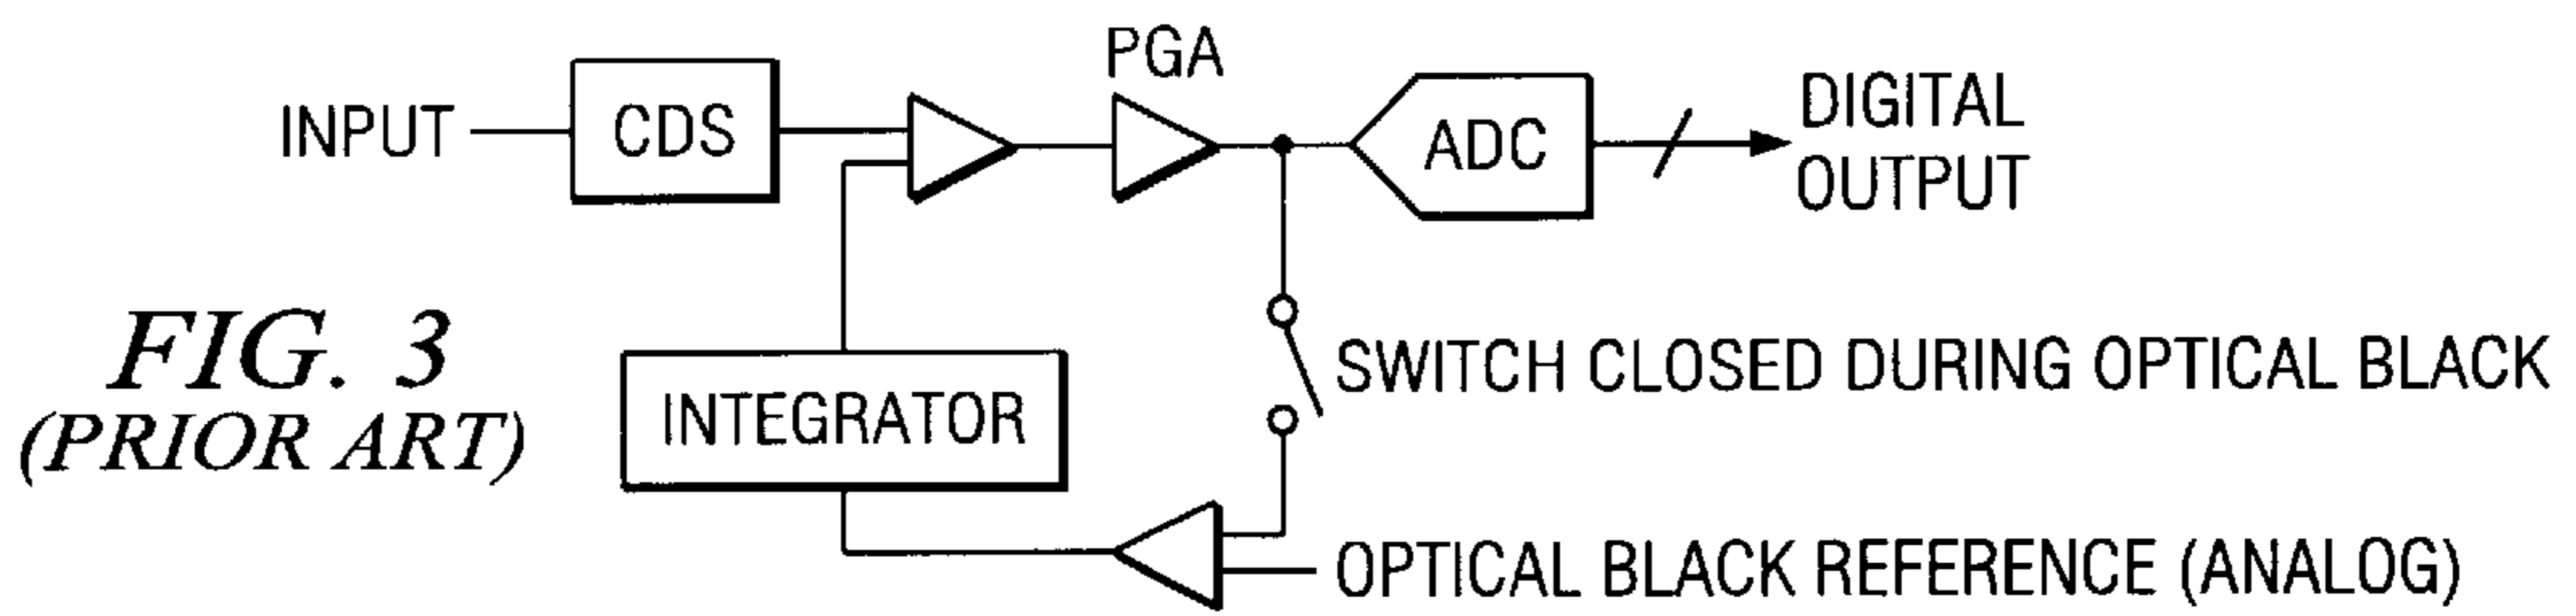 PGA
INPUT
CDS
ADC
DIGITAL
OUTPUT
FIG. 3
(PRIOR ART)
INTEGRATOR
SWITCH CLOSED DURING OPTICAL BLACK
OPTICAL BLACK REFERENCE (ANALOG)